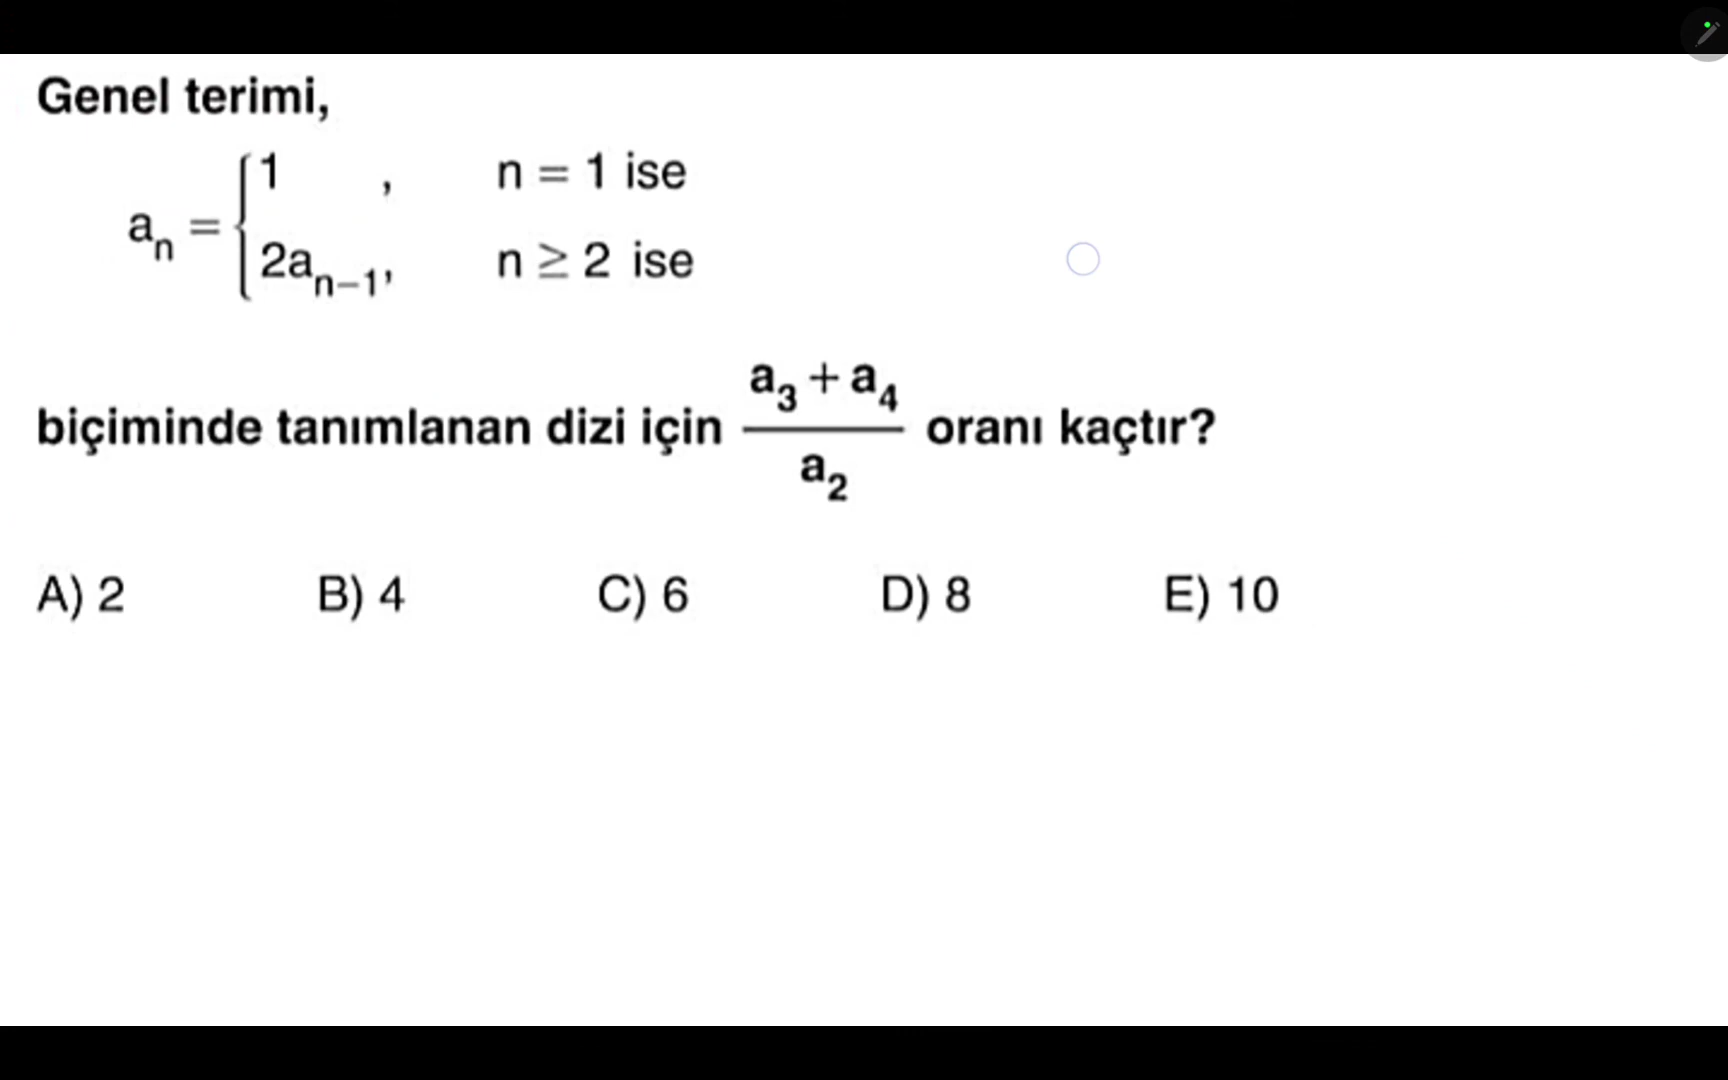 Genel terimi,
aₙ = { 1 , n = 1 ise
2aₙ₋₁, n ≥ 2 ise
biçiminde tanımlanan dizi için (a₃ + a₄)/a₂ oranı kaçtır?
A) 2 B) 4 C) 6 D) 8 E) 10